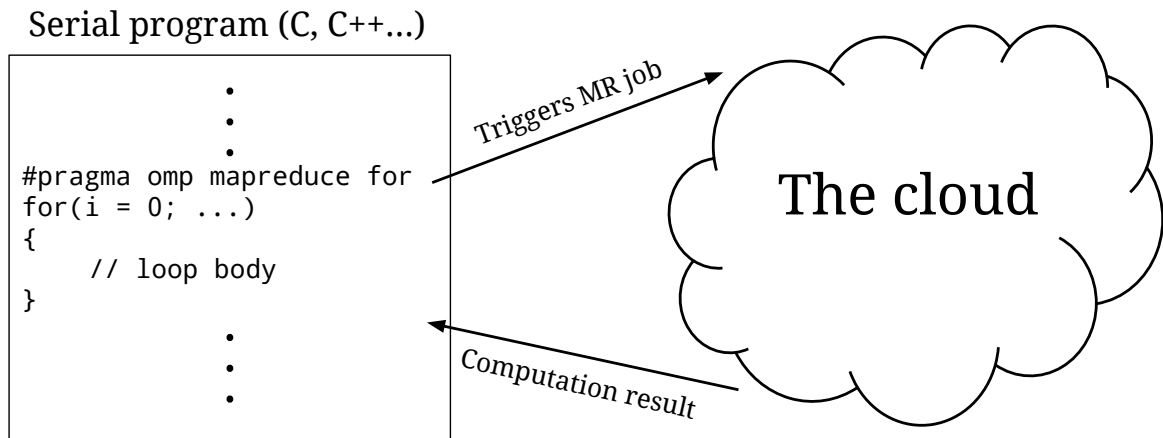 Serial program (C, C++...)
#pragma omp mapreduce for
for(i = 0; ...)
{
// loop body
}
Triggers MR job
The cloud
Computation result